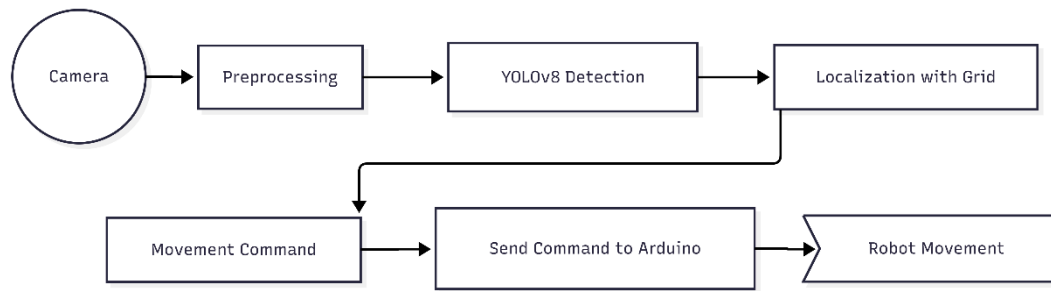 Camera
Preprocessing
YOLOv8 Detection
Localization with Grid
Movement Command
Send Command to Arduino
Robot Movement